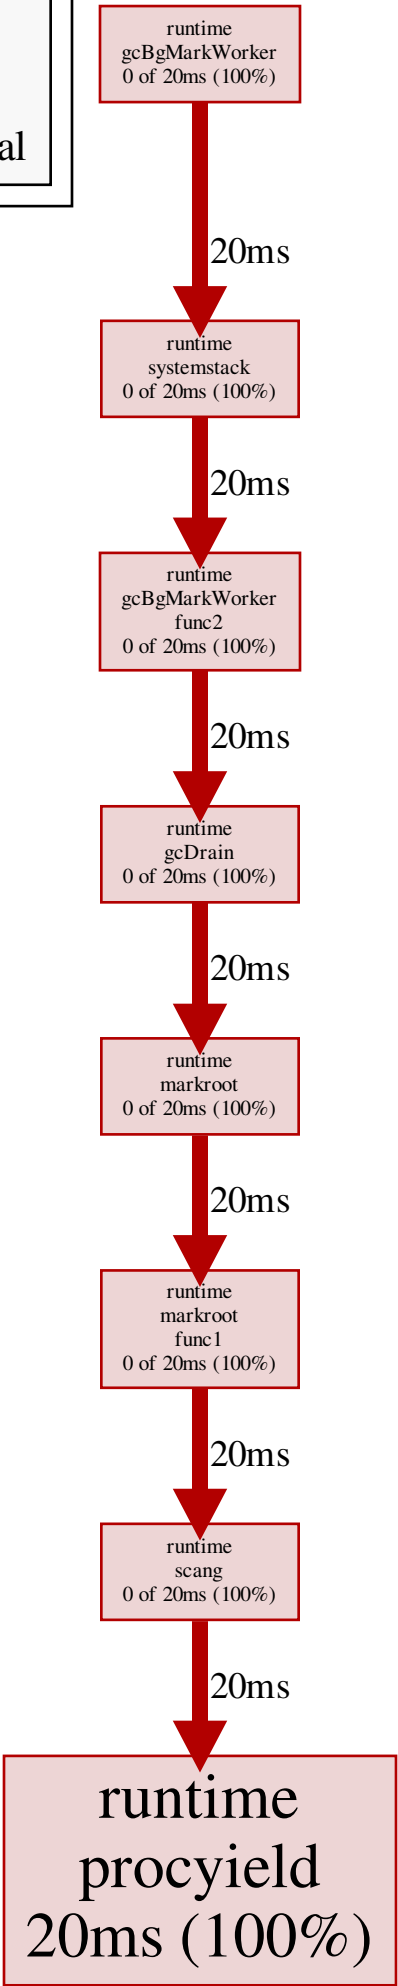 runtime
gcBgMarkWorker
0 of 20ms (100%)
al
20ms
runtime
systemstack
0 of 20ms (100%)
20ms
runtime
gcBgMarkWorker
func2
0 of 20ms (100%)
20ms
runtime
gcDrain
0 of 20ms (100%)
20ms
runtime
markroot
0 of 20ms (100%)
20ms
runtime
markroot
func1
0 of 20ms (100%)
20ms
runtime
scang
0 of 20ms (100%)
20ms
runtime
procyield
20ms (100%)